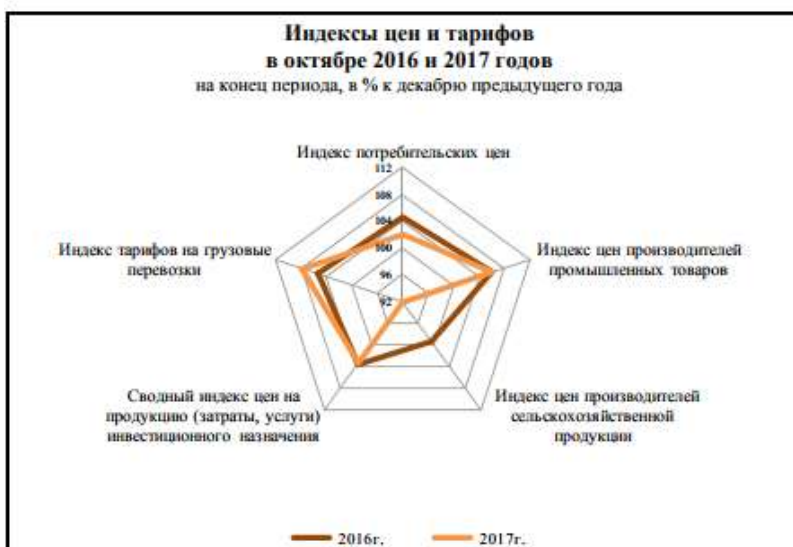 Индексы цен и тарифов
в октябре 2016 и 2017 годов
на конец периода, в % к декабрю предыдущего года
Индекс потребительских цен
112
108
104
100
96
92
Индекс тарифов на грузовые
перевозки
Индекс цен производителей
промышленных товаров
Сводный индекс цен на
продукцию (затраты, услуги)
инвестиционного назначения
Индекс цен производителей
сельскохозяйственной
продукции
2016г.
2017г.